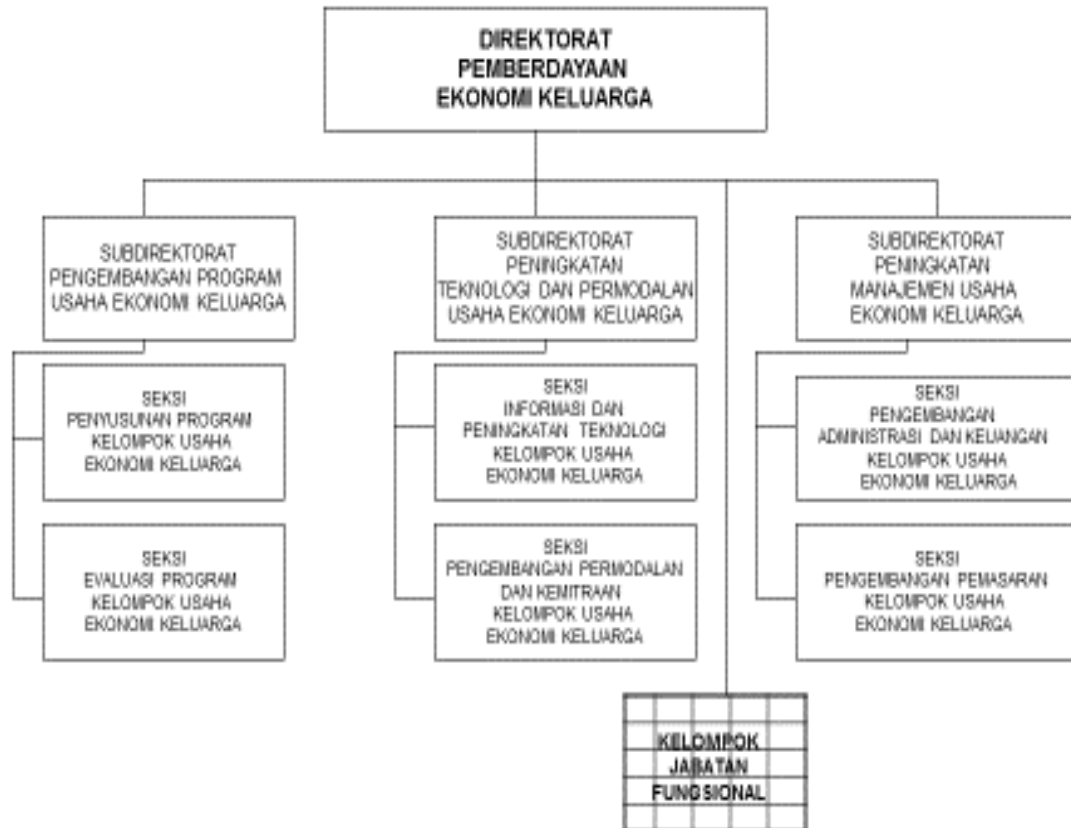 DIREKTORAT
PEMBERDAYAAN
EKONOMI KELUARGA
SUBDIREKTORAT
PENGEMBANGAN PROGRAM
USAHA EKONOMI KELUARGA
SEKSI
PENYUSUNAN PROGRAM
KELOMPOK USAHA
EKONOMI KELUARGA
SEKSI
EVALUASI PROGRAM
KELOMPOK USAHA
EKONOMI KELUARGA
SUBDIREKTORAT
PENINGKATAN
TEKNOLOGI DAN PERMODALAN
USAHA EKONOMI KELUARGA
SEKSI
INFORMASI DAN
PENINGKATAN TEKNOLOGI
KELOMPOK USAHA
EKONOMI KELUARGA
SEKSI
PENGEMBANGAN PERMODALAN
DAN KEMITRAAN
KELOMPOK USAHA
EKONOMI KELUARGA
SUBDIREKTORAT
PENINGKATAN
MANAJEMEN USAHA
EKONOMI KELUARGA
SEKSI
PENGEMBANGAN
ADMINISTRASI DAN KEUANGAN
KELOMPOK USAHA
EKONOMI KELUARGA
SEKSI
PENGEMBANGAN PEMASARAN
KELOMPOK USAHA
EKONOMI KELUARGA
KELOMPOK
JABATAN
FUNGSIONAL